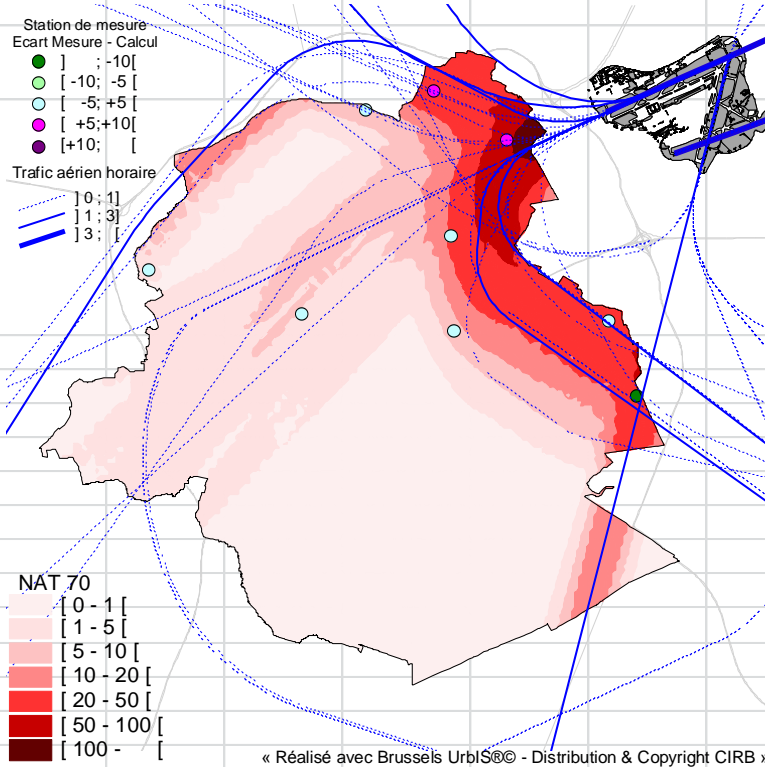 Station de mesure
Ecart Mesure - Calcul
] ; -10[
[ -10; -5 [
[ -5; +5 [
[ +5;+10[
[+10; [
Trafic aérien horaire
] 0 ; 1]
] 1 ; 3]
] 3 ; [
NAT 70
[ 0 - 1 [
[ 1 - 5 [
[ 5 - 10 [
[ 10 - 20 [
[ 20 - 50 [
[ 50 - 100 [
[ 100 - [
« Réalisé avec Brussels UrbIS®© - Distribution & Copyright CIRB »